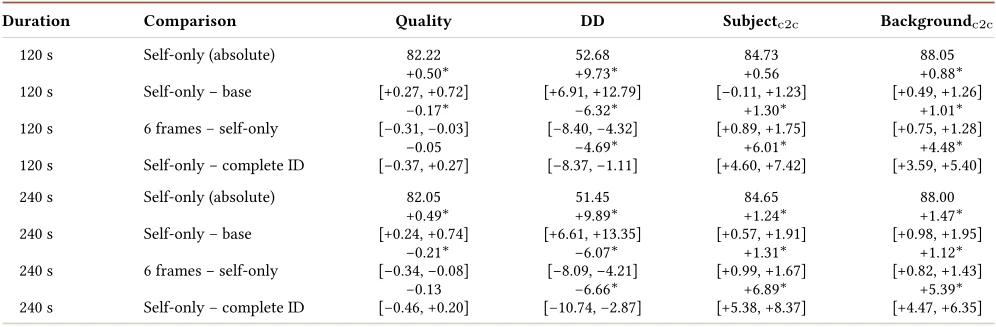 Duration Comparison Quality DD Subject_c2c Background_c2c
120 s Self-only (absolute) 82.22 52.68 84.73 88.05
+0.50* +9.73* +0.56 +0.88*
120 s Self-only – base [+0.27, +0.72] [+6.91, +12.79] [−0.11, +1.23] [+0.49, +1.26]
−0.17* −6.32* +1.30* +1.01*
120 s 6 frames – self-only [−0.31, −0.03] [−8.40, −4.32] [+0.89, +1.75] [+0.75, +1.28]
−0.05 −4.69* +6.01* +4.48*
120 s Self-only – complete ID [−0.37, +0.27] [−8.37, −1.11] [+4.60, +7.42] [+3.59, +5.40]
240 s Self-only (absolute) 82.05 51.45 84.65 88.00
+0.49* +9.89* +1.24* +1.47*
240 s Self-only – base [+0.24, +0.74] [+6.61, +13.35] [+0.57, +1.91] [+0.98, +1.95]
−0.21* −6.07* +1.31* +1.12*
240 s 6 frames – self-only [−0.34, −0.08] [−8.09, −4.21] [+0.99, +1.67] [+0.82, +1.43]
−0.13 −6.66* +6.89* +5.39*
240 s Self-only – complete ID [−0.46, +0.20] [−10.74, −2.87] [+5.38, +8.37] [+4.47, +6.35]